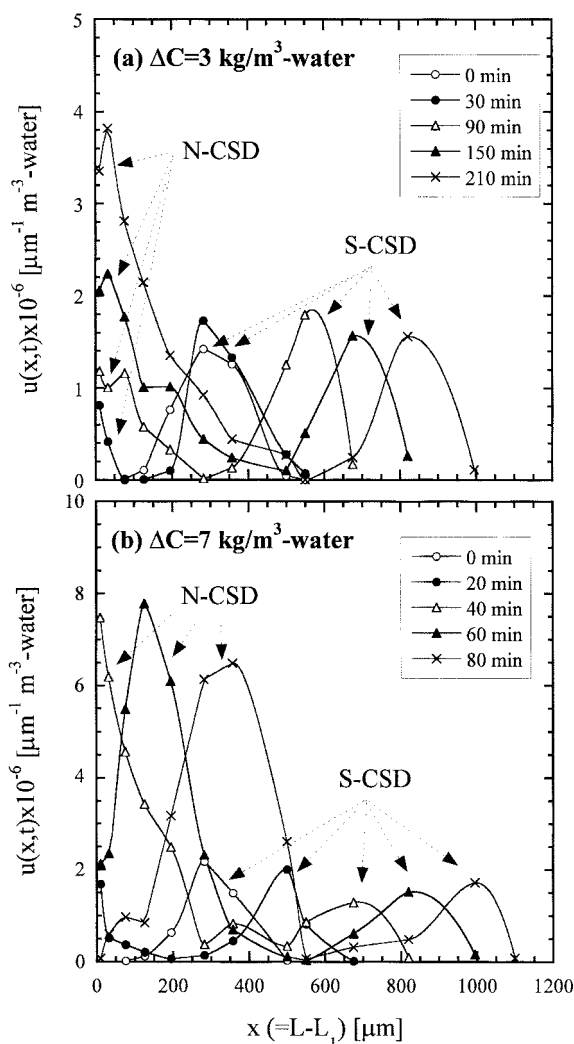 (a) ΔC=3 kg/m³-water
0 min
30 min
90 min
150 min
210 min
N-CSD
S-CSD
u(x,t)x10⁻⁶ [μm⁻¹ m⁻³-water]
5
4
3
2
1
0
(b) ΔC=7 kg/m³-water
0 min
20 min
40 min
60 min
80 min
N-CSD
S-CSD
u(x,t)x10⁻⁶ [μm⁻¹ m⁻³-water]
10
8
6
4
2
0
0 200 400 600 800 1000 1200
x (=L-L₁) [μm]